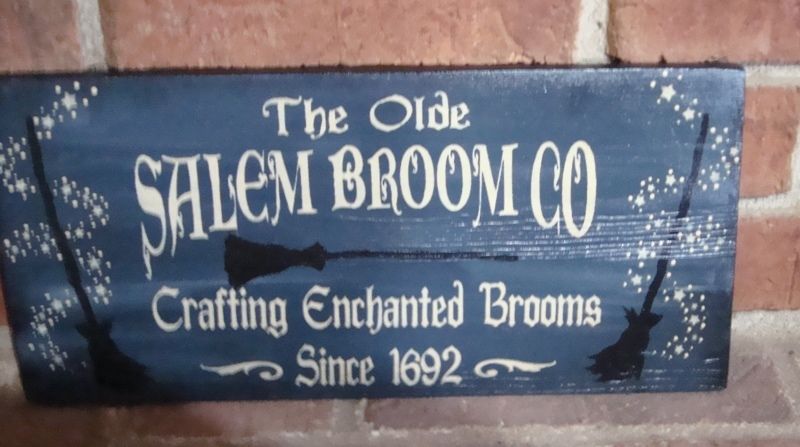 The Olde
SALEM BROOM CO
Crafting Enchanted Brooms
Since 1692